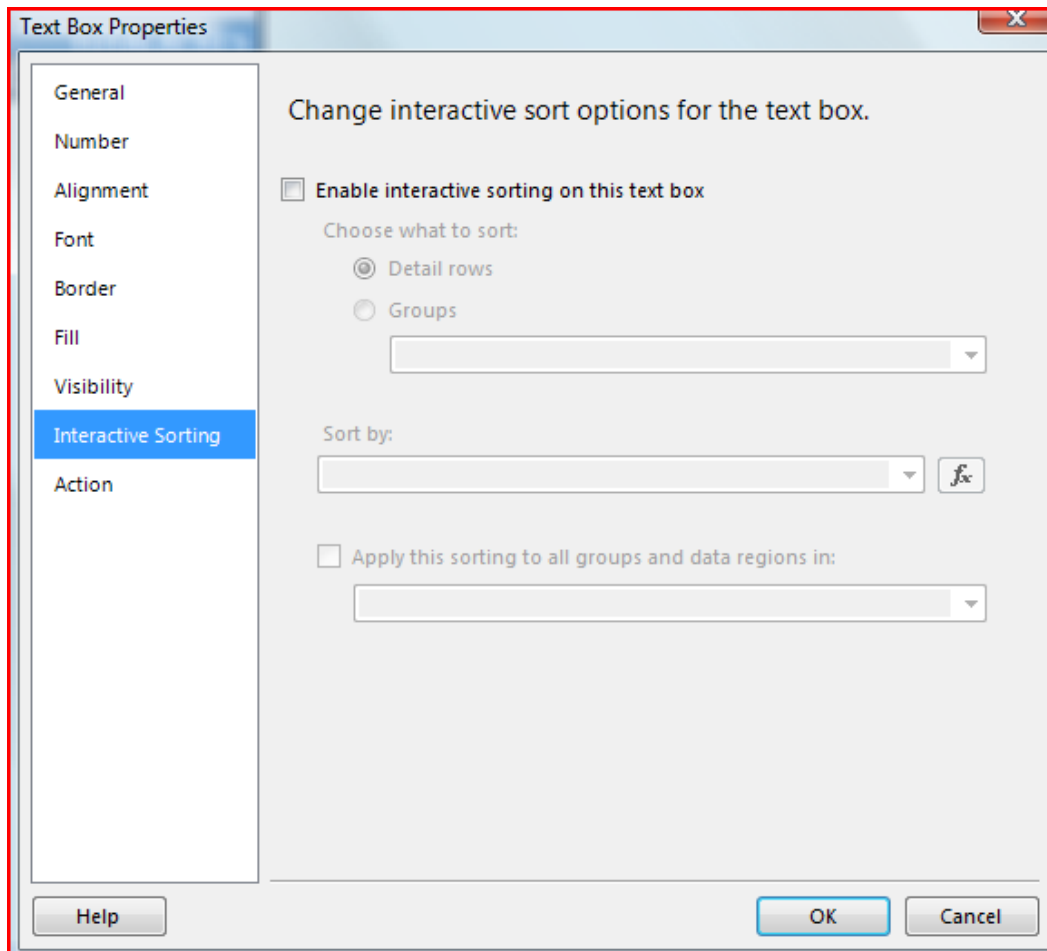 Text Box Properties
General
Number
Alignment
Font
Border
Fill
Visibility
Interactive Sorting
Action
Change interactive sort options for the text box.
Enable interactive sorting on this text box
Choose what to sort:
Detail rows
Groups
Sort by:
fx
Apply this sorting to all groups and data regions in:
Help
OK
Cancel